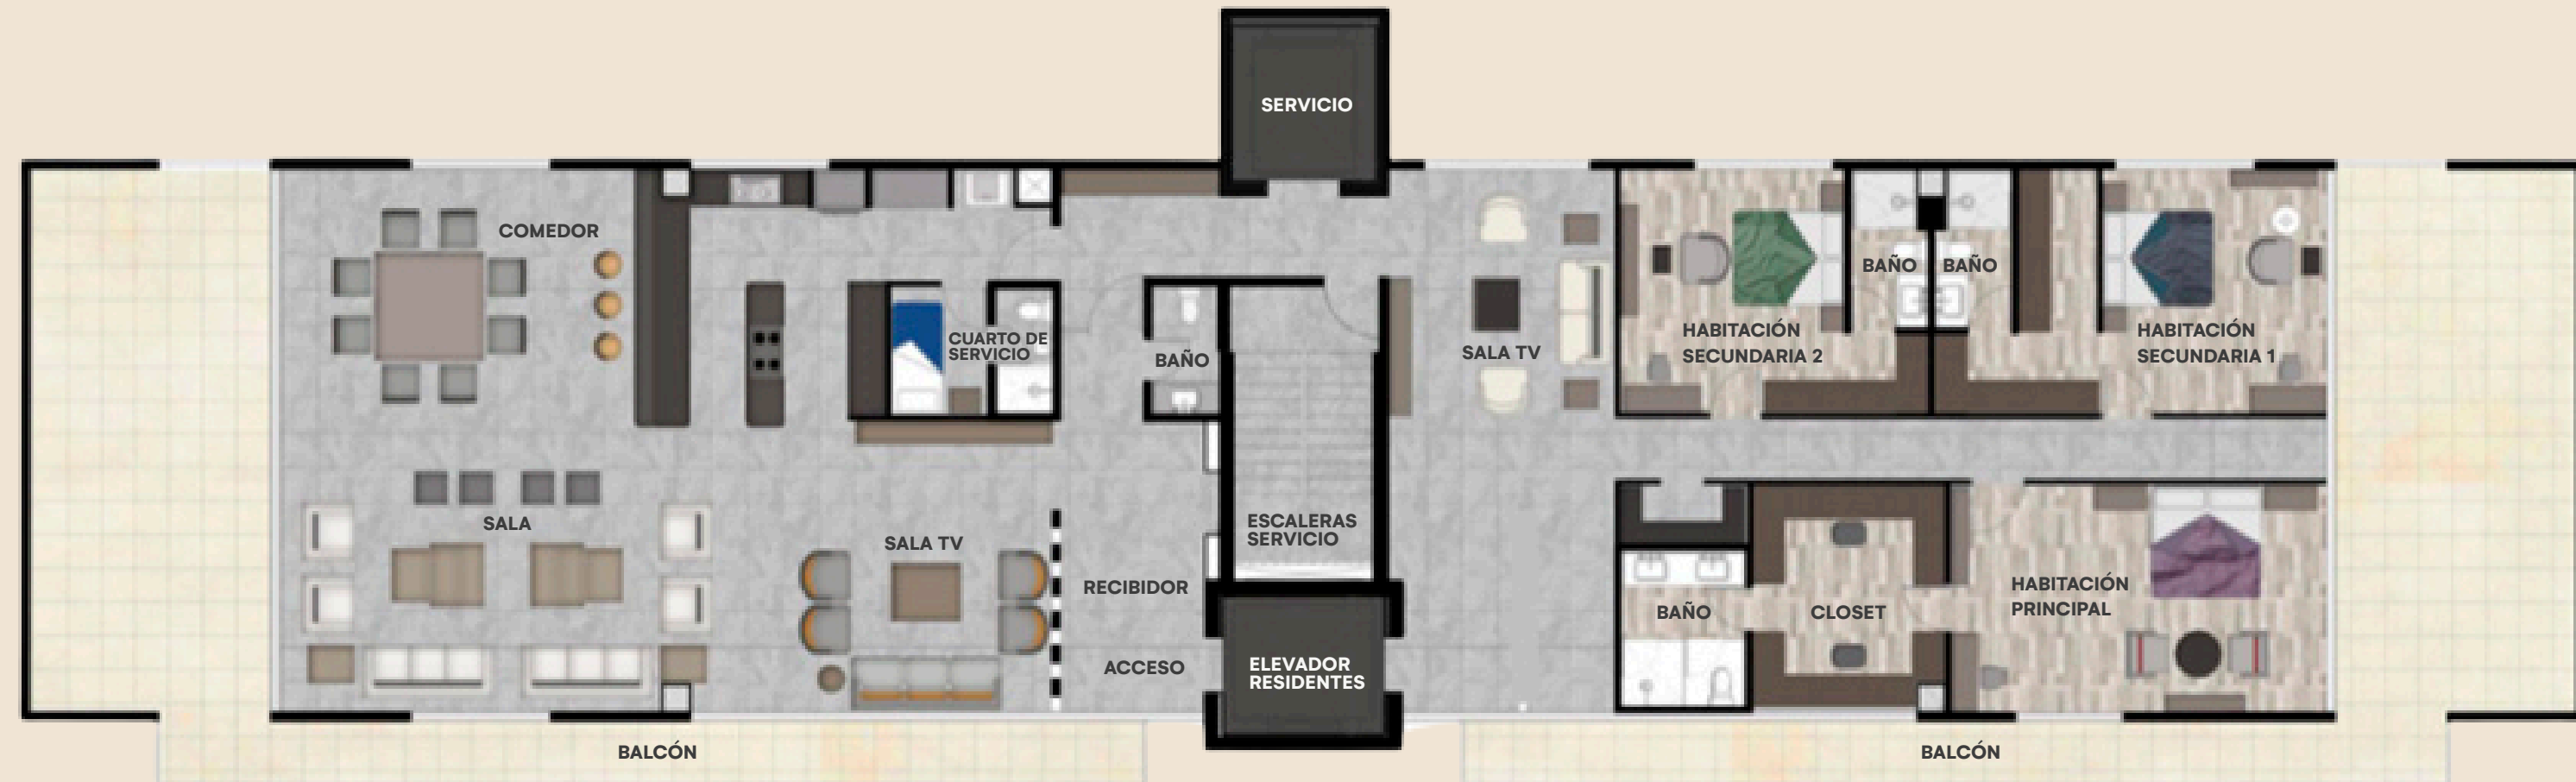 SERVICIO
COMEDOR
CUARTO DE
SERVICIO
BAÑO
SALA TV
BAÑO
BAÑO
HABITACIÓN
SECUNDARIA 2
HABITACIÓN
SECUNDARIA 1
SALA
SALA TV
RECIBIDOR
ACCESO
ESCALERAS
SERVICIO
ELEVADOR
RESIDENTES
BAÑO
CLOSET
HABITACIÓN
PRINCIPAL
BALCÓN
BALCÓN